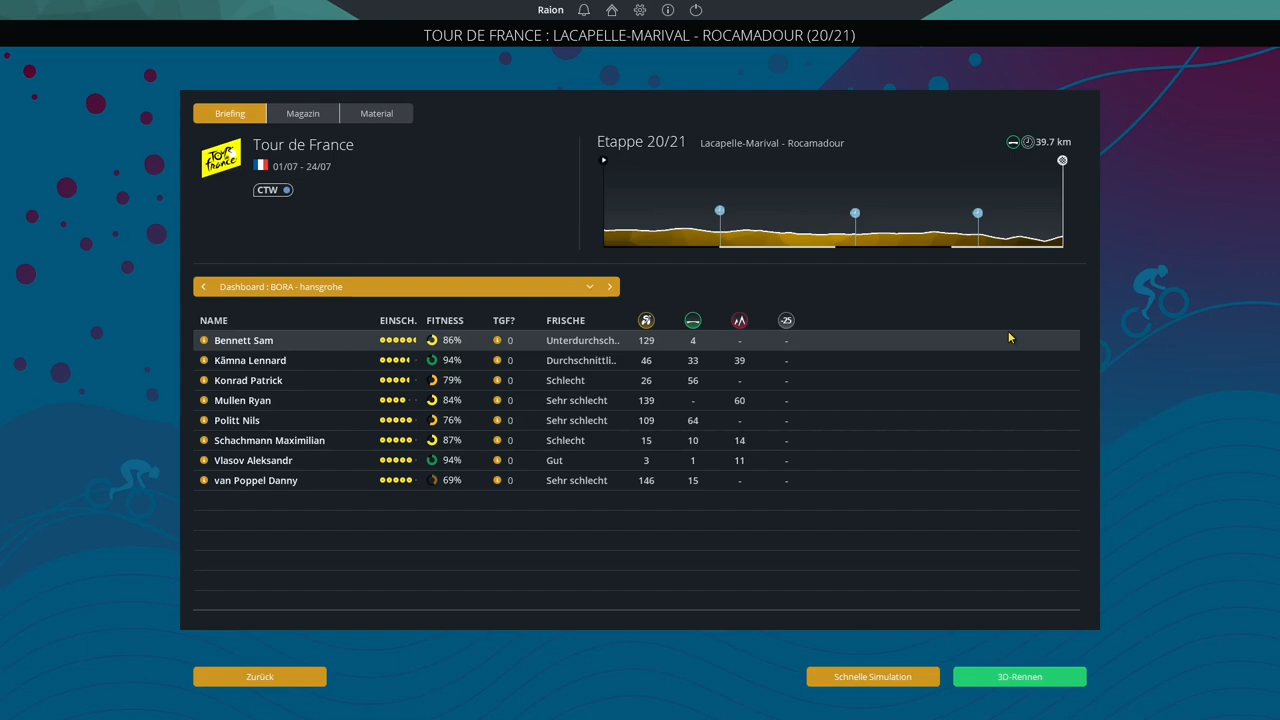 Raion
TOUR DE FRANCE : LACAPELLE-MARIVAL - ROCAMADOUR (20/21)
Briefing Magazin Material
TOUR France
Tour de France
01/07 - 24/07
CTW
Etappe 20/21 Lacapelle-Marival - Rocamadour 39.7 km
Dashboard : BORA - hansgrohe
NAME EINSCH. FITNESS TGF? FRISCHE -25
Bennett Sam 86% 0 Unterdurchsch.. 129 4 - -
Kämna Lennard 94% 0 Durchschnittli.. 46 33 39 -
Konrad Patrick 79% 0 Schlecht 26 56 - -
Mullen Ryan 84% 0 Sehr schlecht 139 - 60 -
Politt Nils 76% 0 Sehr schlecht 109 64 - -
Schachmann Maximilian 87% 0 Schlecht 15 10 14 -
Vlasov Aleksandr 94% 0 Gut 3 1 11 -
van Poppel Danny 69% 0 Sehr schlecht 146 15 - -
Zurück Schnelle Simulation 3D-Rennen